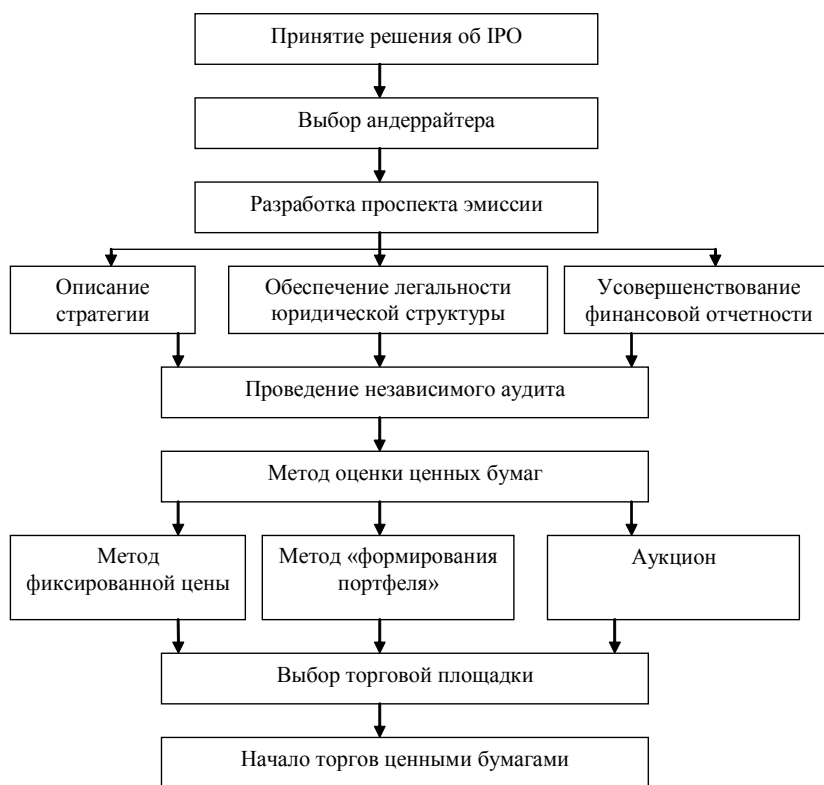 Принятие решения об IPO
Выбор андеррайтера
Разработка проспекта эмиссии
Описание
стратегии
Обеспечение легальности
юридической структуры
Усовершенствование
финансовой отчетности
Проведение независимого аудита
Метод оценки ценных бумаг
Метод
фиксированной цены
Метод «формирования
портфеля»
Аукцион
Выбор торговой площадки
Начало торгов ценными бумагами